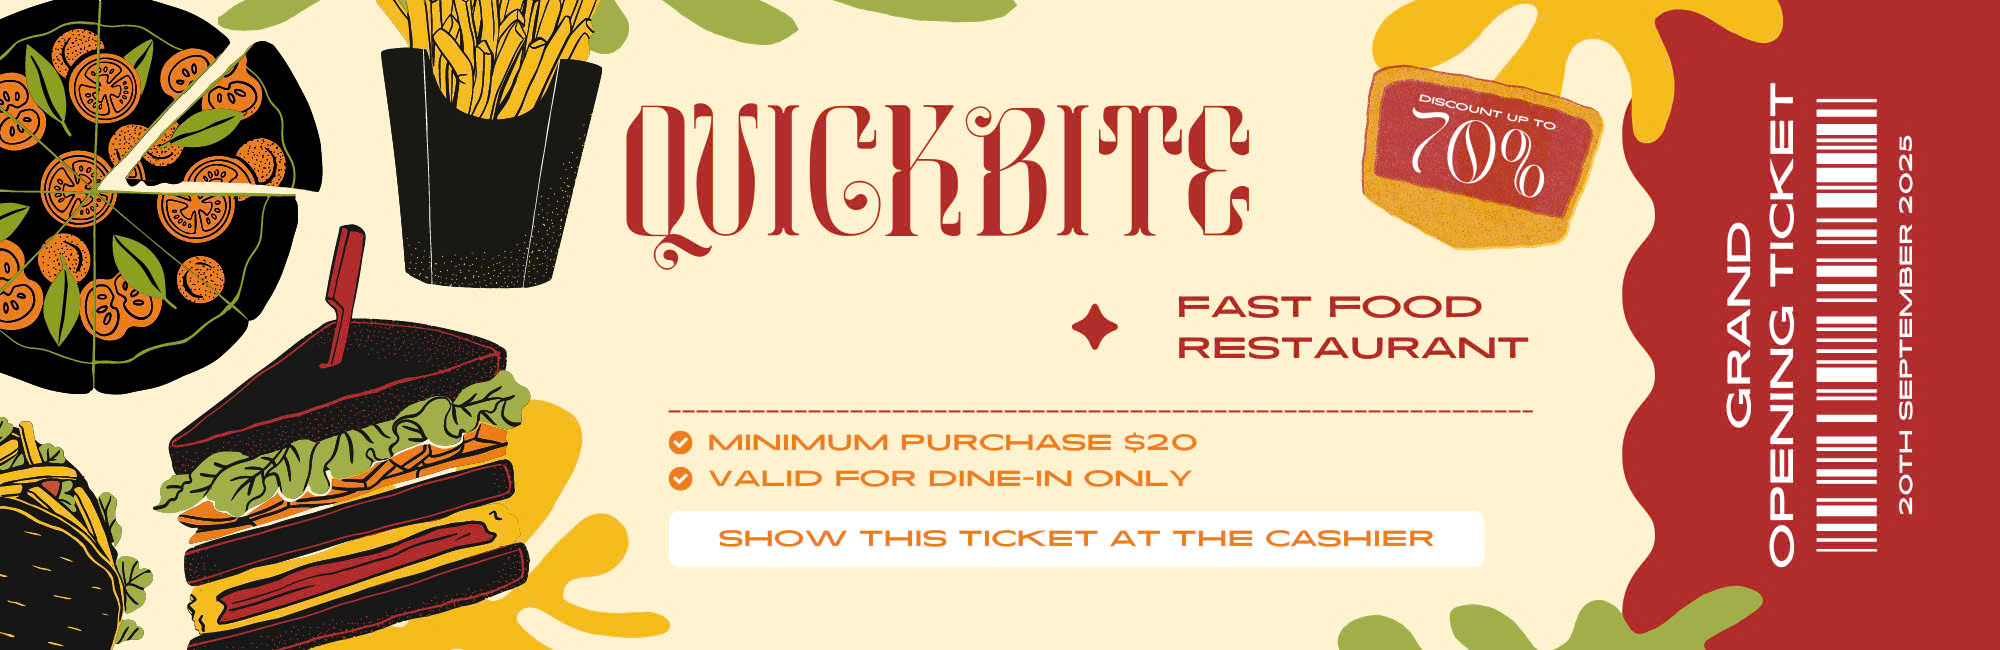 QUICKBITE
DISCOUNT UP TO
70%
FAST FOOD
RESTAURANT
MINIMUM PURCHASE $20
VALID FOR DINE-IN ONLY
SHOW THIS TICKET AT THE CASHIER
GRAND
OPENING TICKET
20TH SEPTEMBER 2025